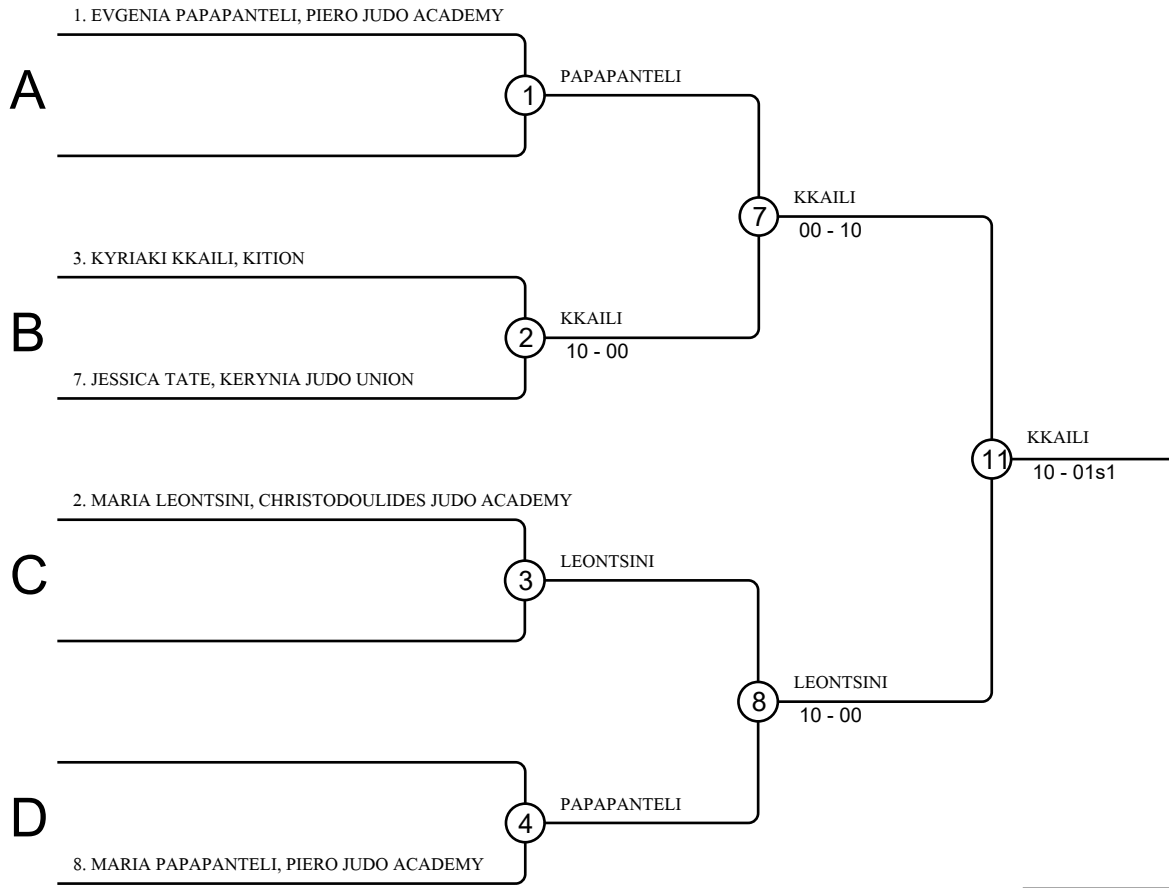 1. EVGENIA PAPAPANTELI, PIERO JUDO ACADEMY
A
1
PAPAPANTELI
7
KKAILI
00 - 10
3. KYRIAKI KKAILI, KITION
B
2
KKAILI
10 - 00
7. JESSICA TATE, KERYNIA JUDO UNION
11
KKAILI
10 - 01s1
2. MARIA LEONTSINI, CHRISTODOULIDES JUDO ACADEMY
C
3
LEONTSINI
8
LEONTSINI
10 - 00
D
4
PAPAPANTELI
8. MARIA PAPAPANTELI, PIERO JUDO ACADEMY